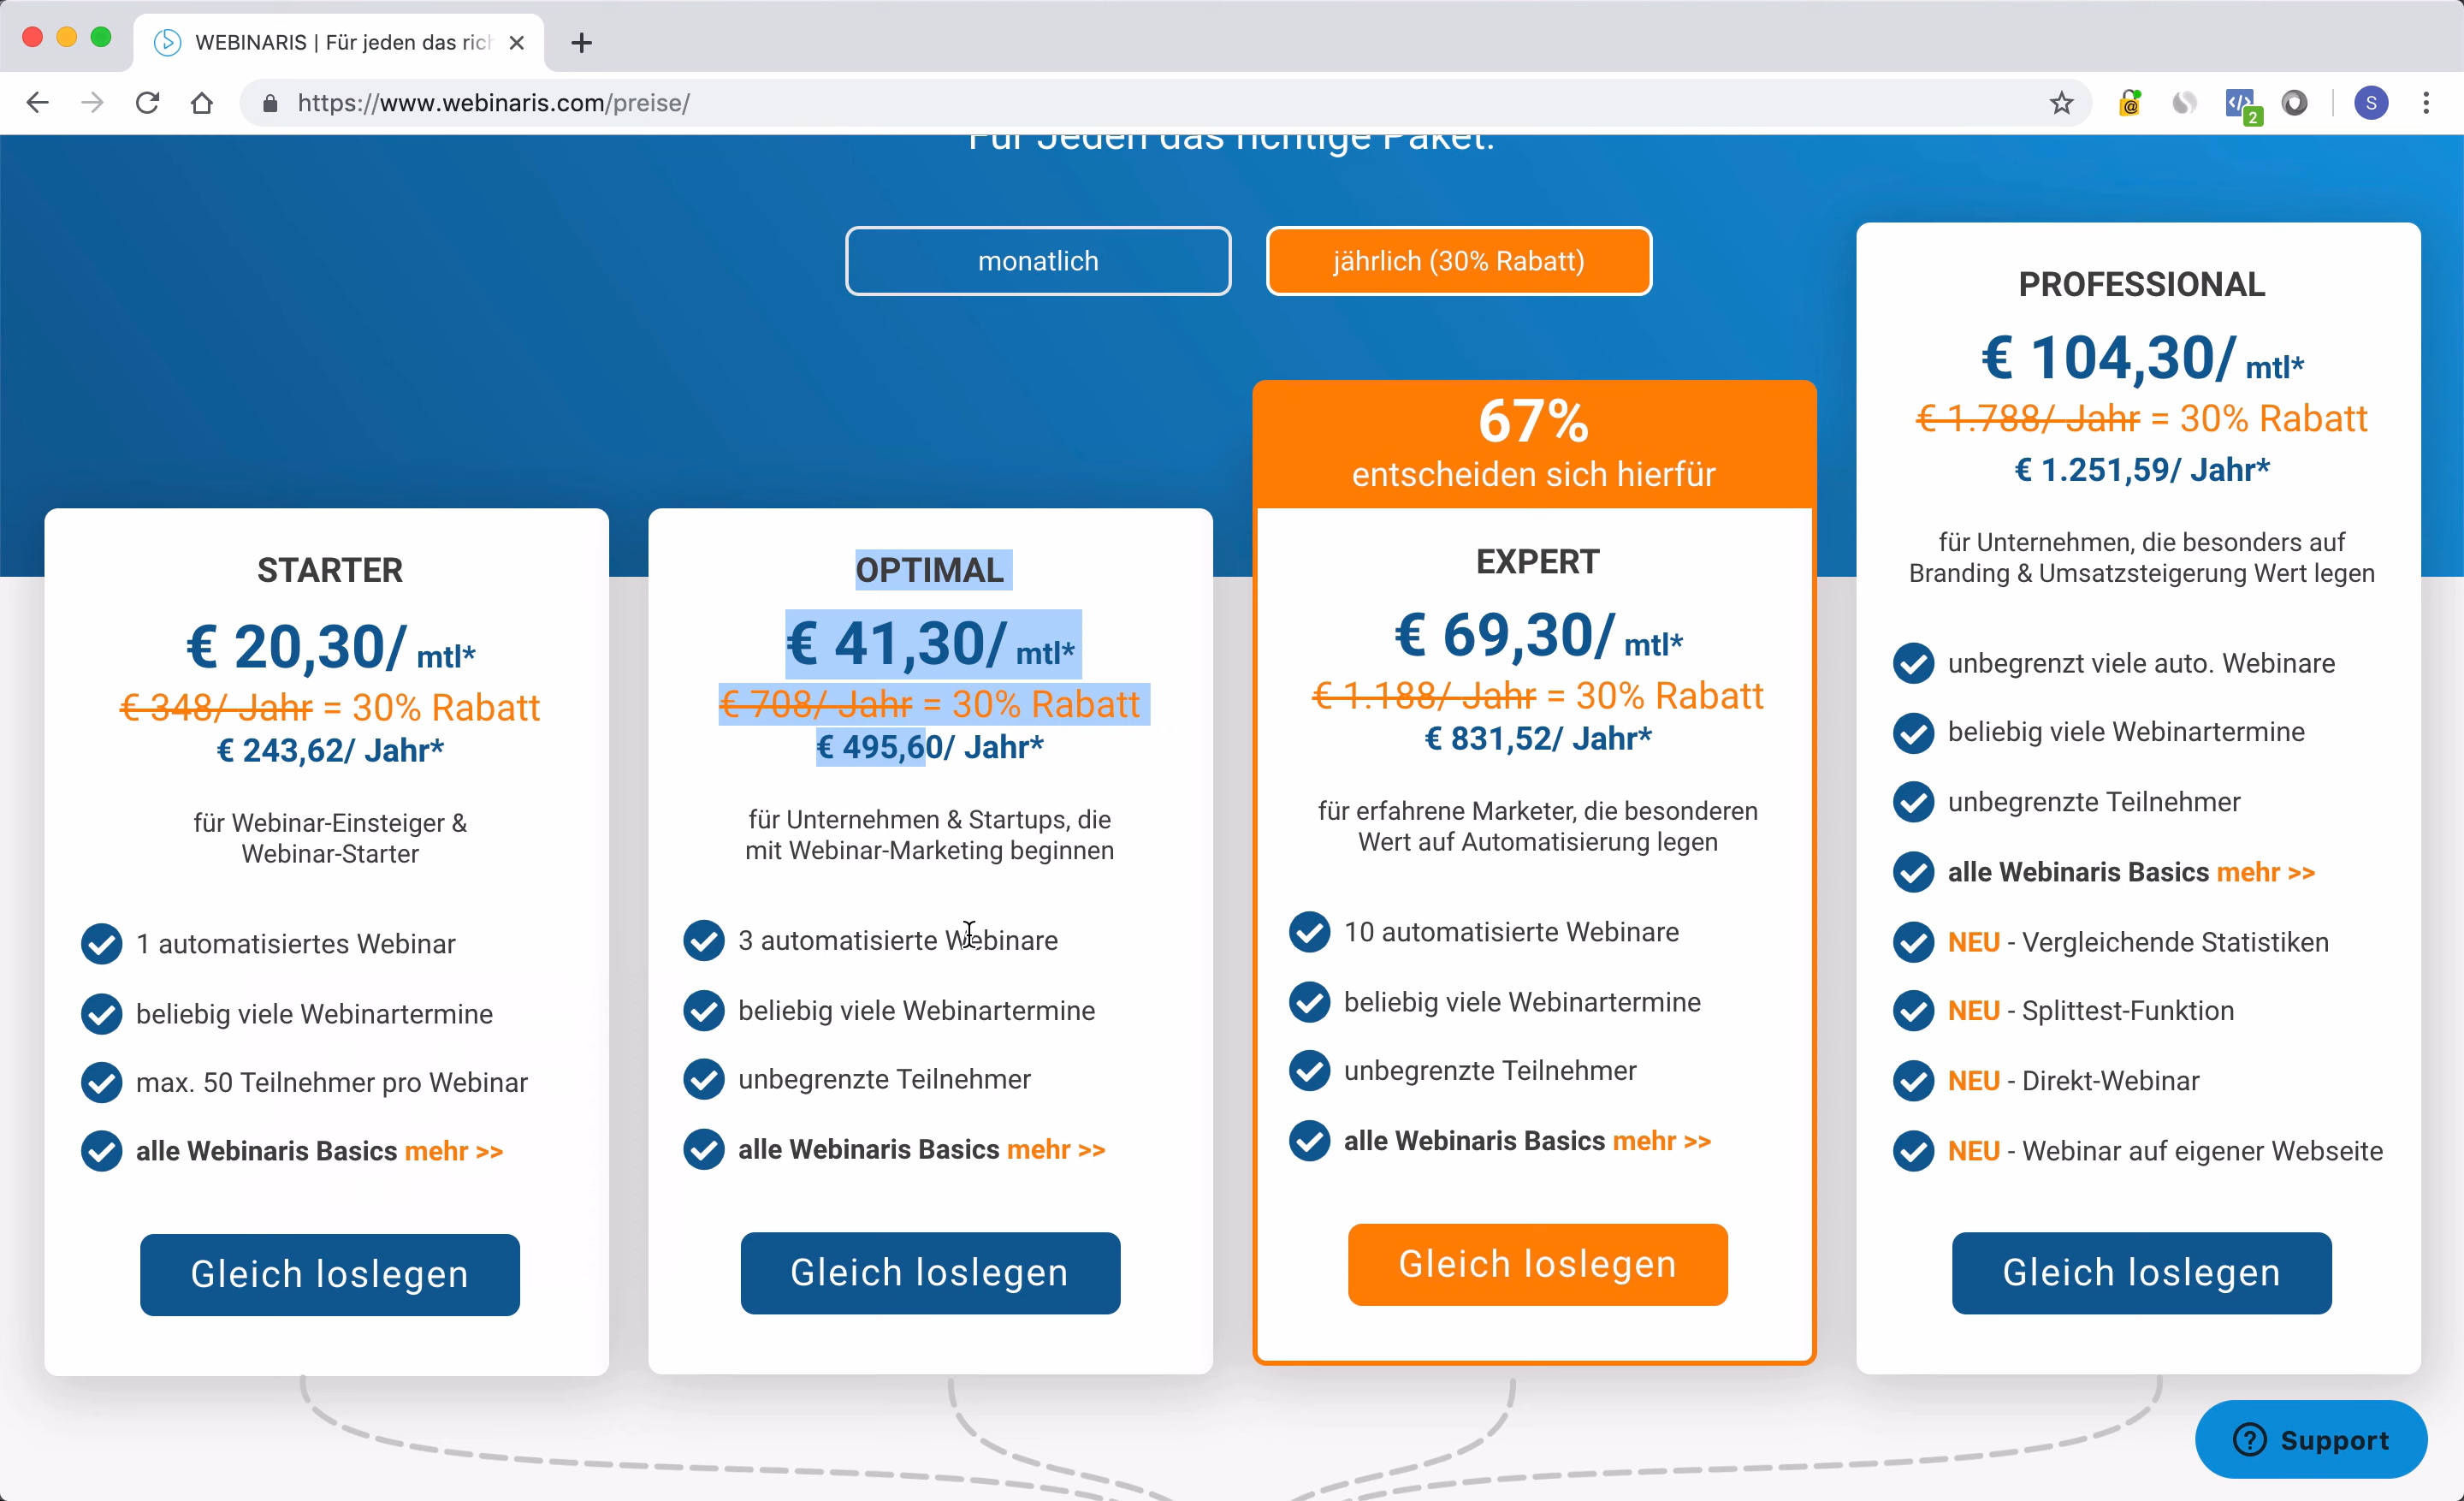 WEBINARIS | Für jeden das rich
https://www.webinaris.com/preise/
2
S
Für Jeden das richtige Paket.
monatlich
jährlich (30% Rabatt)
STARTER
€ 20,30/ mtl*
€ 348/ Jahr = 30% Rabatt
€ 243,62/ Jahr*
für Webinar-Einsteiger &
Webinar-Starter
1 automatisiertes Webinar
beliebig viele Webinartermine
max. 50 Teilnehmer pro Webinar
alle Webinaris Basics mehr >>
Gleich loslegen
OPTIMAL
€ 41,30/ mtl*
€ 708/ Jahr = 30% Rabatt
€ 495,60/ Jahr*
für Unternehmen & Startups, die
mit Webinar-Marketing beginnen
3 automatisierte Webinare
beliebig viele Webinartermine
unbegrenzte Teilnehmer
alle Webinaris Basics mehr >>
Gleich loslegen
67%
entscheiden sich hierfür
EXPERT
€ 69,30/ mtl*
€ 1.188/ Jahr = 30% Rabatt
€ 831,52/ Jahr*
für erfahrene Marketer, die besonderen
Wert auf Automatisierung legen
10 automatisierte Webinare
beliebig viele Webinartermine
unbegrenzte Teilnehmer
alle Webinaris Basics mehr >>
Gleich loslegen
PROFESSIONAL
€ 104,30/ mtl*
€ 1.788/ Jahr = 30% Rabatt
€ 1.251,59/ Jahr*
für Unternehmen, die besonders auf
Branding & Umsatzsteigerung Wert legen
unbegrenzt viele auto. Webinare
beliebig viele Webinartermine
unbegrenzte Teilnehmer
alle Webinaris Basics mehr >>
NEU - Vergleichende Statistiken
NEU - Splittest-Funktion
NEU - Direkt-Webinar
NEU - Webinar auf eigener Webseite
Gleich loslegen
Support